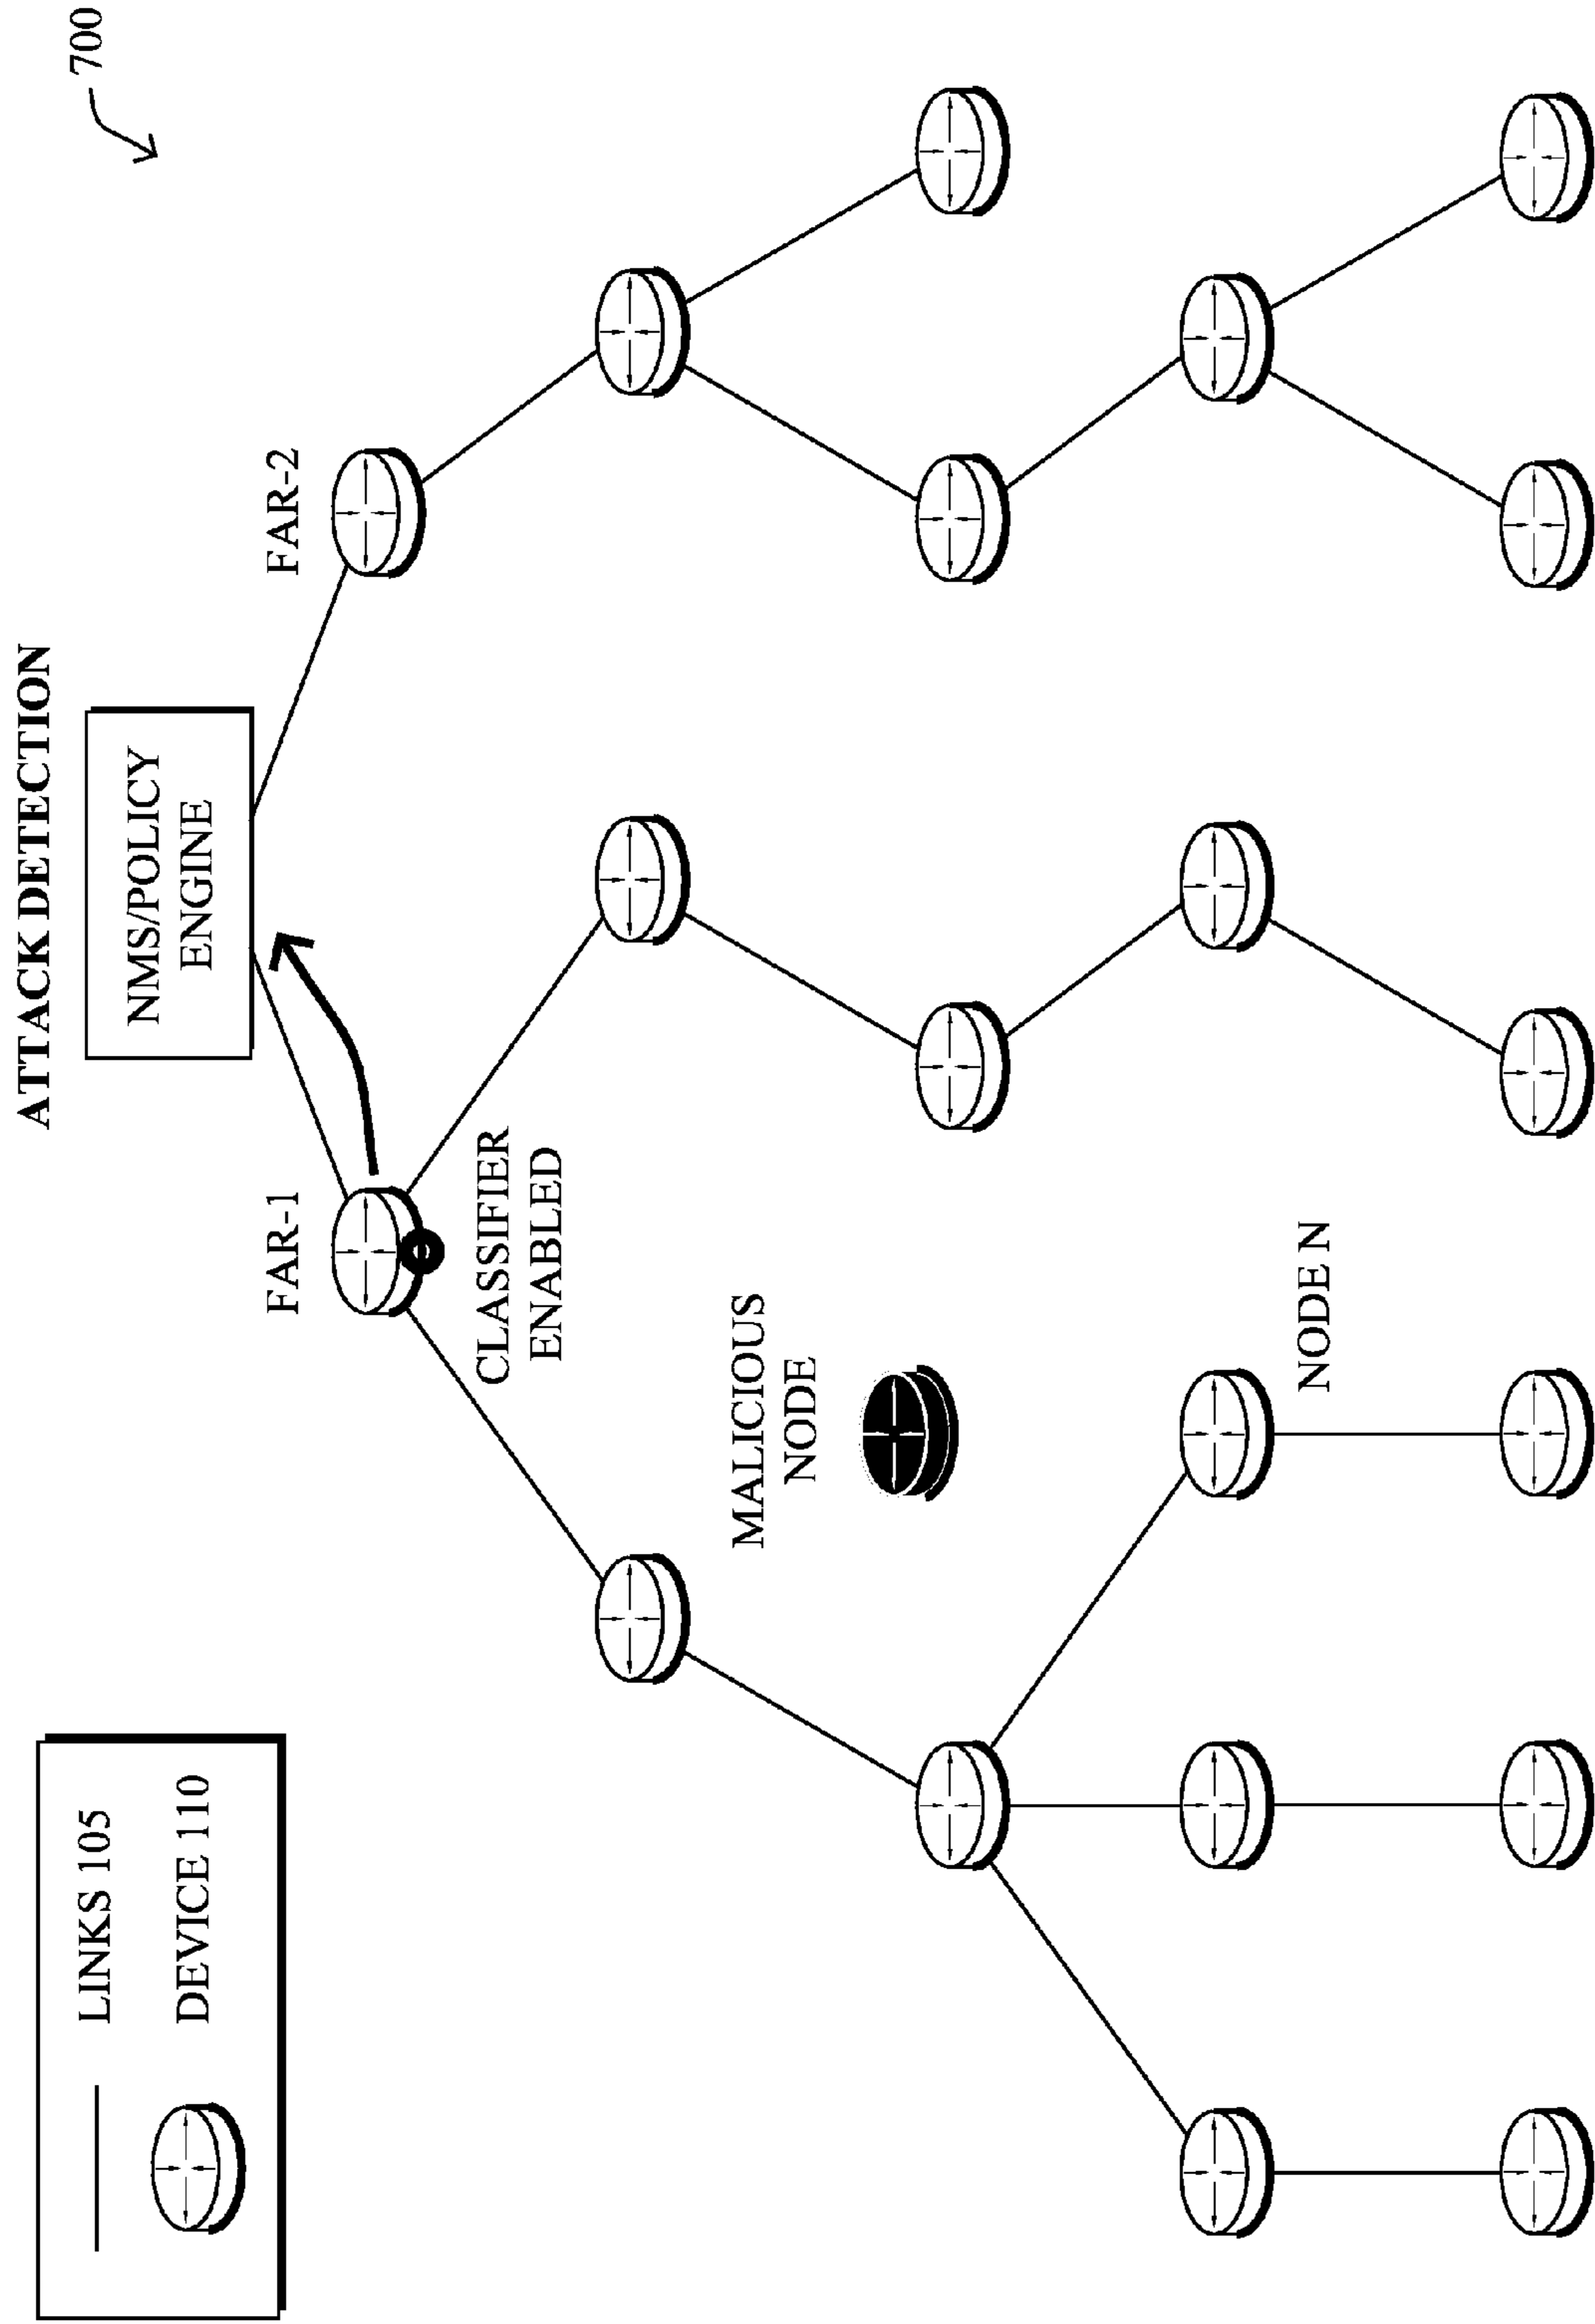 LINKS 105
DEVICE 110
ATTACK DETECTION
700
NMS/POLICY
ENGINE
FAR-1
FAR-2
CLASSIFIER
ENABLED
MALICIOUS
NODE
NODE N